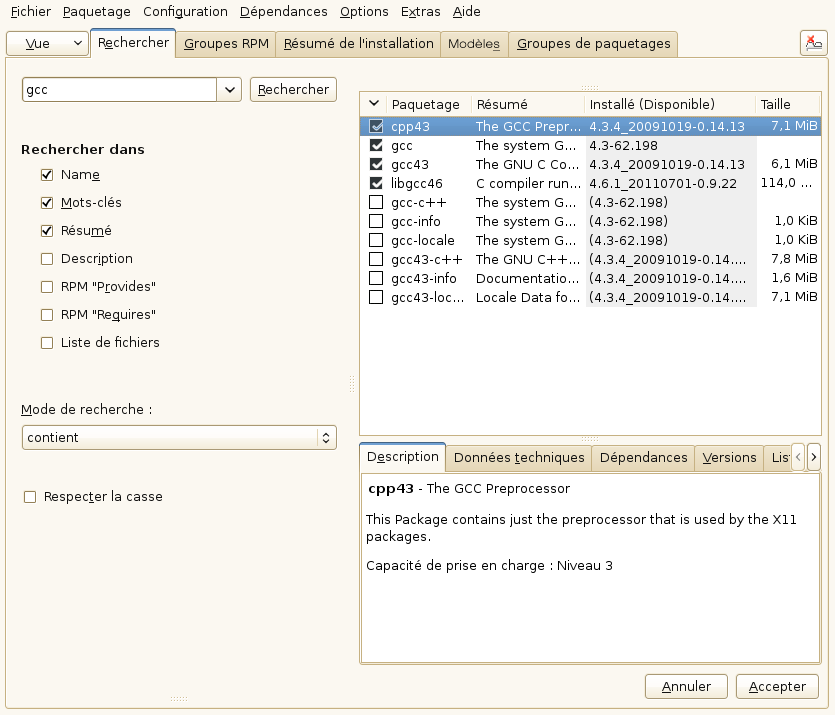 Fichier Paquetage Configuration Dépendances Options Extras Aide
Vue Rechercher Groupes RPM Résumé de l'installation Modèles Groupes de paquetages
gcc Rechercher
Rechercher dans
Name
Mots-clés
Résumé
Description
RPM "Provides"
RPM "Requires"
Liste de fichiers
Mode de recherche :
contient
Respecter la casse
Paquetage Résumé Installé (Disponible) Taille
cpp43 The GCC Prepr... 4.3.4_20091019-0.14.13 7,1 MiB
gcc The system G... 4.3-62.198
gcc43 The GNU C Co... 4.3.4_20091019-0.14.13 6,1 MiB
libgcc46 C compiler run... 4.6.1_20110701-0.9.22 114,0 ...
gcc-c++ The system G... (4.3-62.198)
gcc-info The system G... (4.3-62.198) 1,0 KiB
gcc-locale The system G... (4.3-62.198) 1,0 KiB
gcc43-c++ The GNU C++... (4.3.4_20091019-0.14.... 7,8 MiB
gcc43-info Documentatio... (4.3.4_20091019-0.14.... 1,6 MiB
gcc43-loc... Locale Data fo... (4.3.4_20091019-0.14.... 7,1 MiB
Description Données techniques Dépendances Versions Lis
cpp43 - The GCC Preprocessor
This Package contains just the preprocessor that is used by the X11
packages.
Capacité de prise en charge : Niveau 3
Annuler Accepter